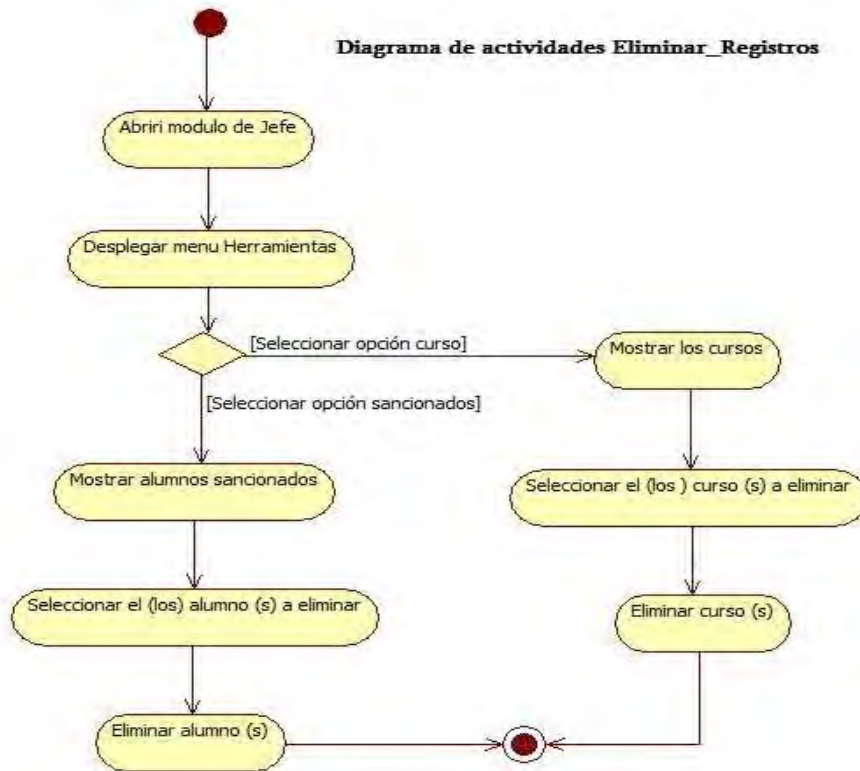 Diagrama de actividades Eliminar_Registros
Abriri modulo de Jefe
Desplegar menu Herramientas
[Seleccionar opción curso]
Mostrar los cursos
[Seleccionar opción sancionados]
Mostrar alumnos sancionados
Seleccionar el (los ) curso (s) a eliminar
Seleccionar el (los) alumno (s) a eliminar
Eliminar curso (s)
Eliminar alumno (s)